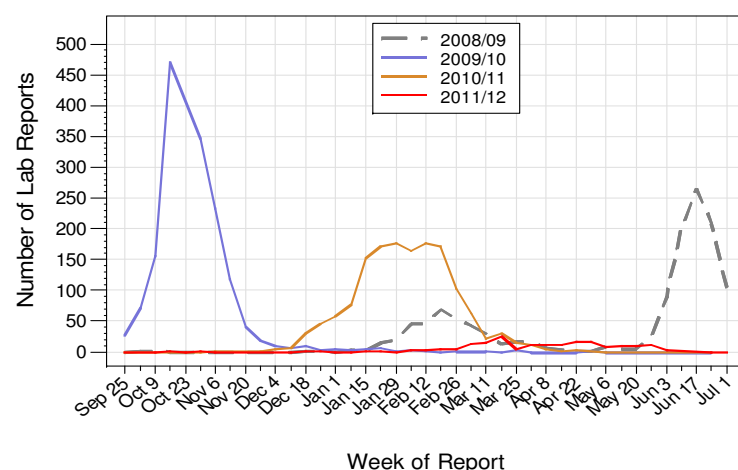 2008/09
2009/10
2010/11
2011/12
Number of Lab Reports
500
450
400
350
300
250
200
150
100
50
0
Sep 25
Oct 9
Oct 23
Nov 6
Nov 20
Dec 4
Dec 18
Jan 1
Jan 15
Jan 29
Feb 12
Feb 26
Mar 11
Mar 25
Apr 8
Apr 22
May 6
May 20
Jun 3
Jun 17
Jul 1
Week of Report